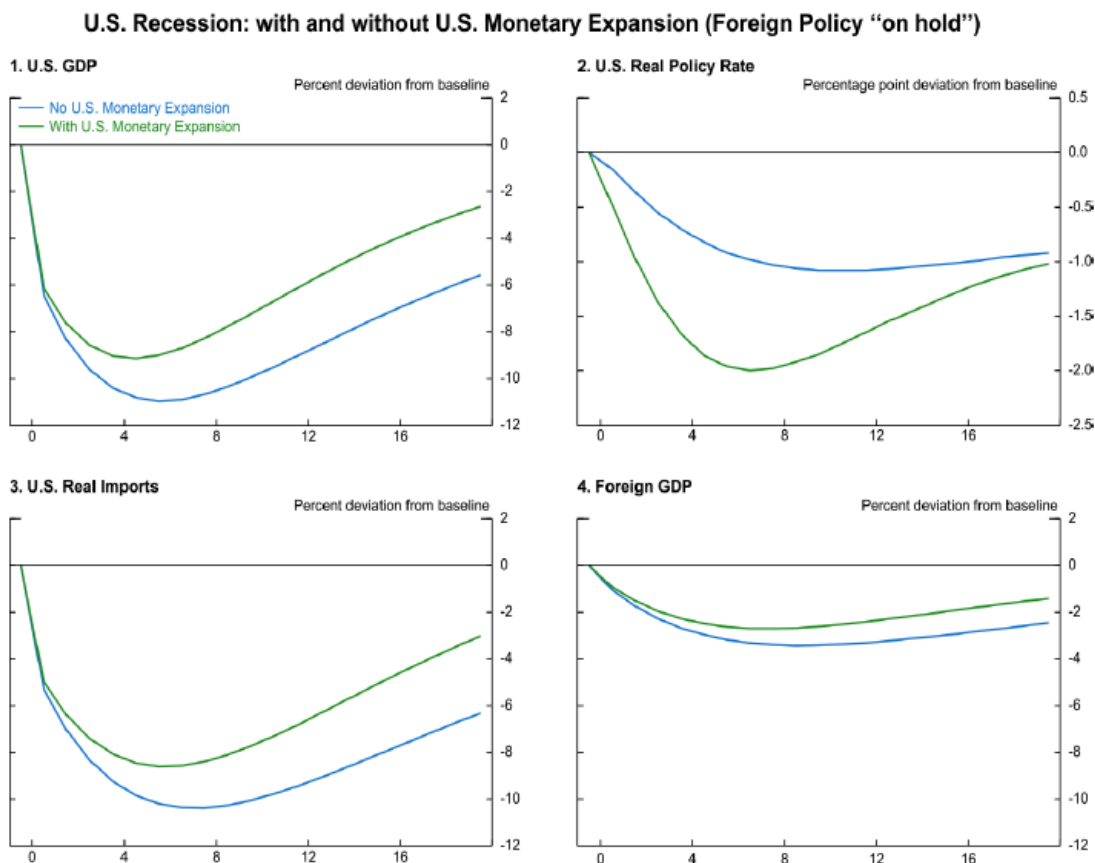 U.S. Recession: with and without U.S. Monetary Expansion (Foreign Policy “on hold”)
1. U.S. GDP
Percent deviation from baseline
No U.S. Monetary Expansion
With U.S. Monetary Expansion
2
0
-2
-4
-6
-8
-10
-12
0 4 8 12 16
2. U.S. Real Policy Rate
Percentage point deviation from baseline
0.5
0.0
-0.5
-1.0
-1.5
-2.0
-2.5
0 4 8 12 16
3. U.S. Real Imports
Percent deviation from baseline
2
0
-2
-4
-6
-8
-10
-12
0 4 8 12 16
4. Foreign GDP
Percent deviation from baseline
2
0
-2
-4
-6
-8
-10
-12
0 4 8 12 16